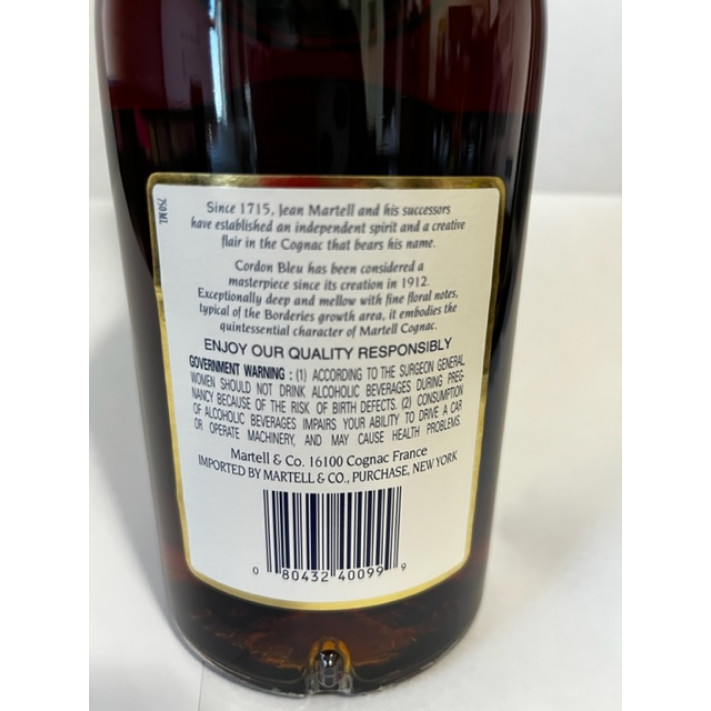 750 ML
Since 1715, Jean Martell and his successors
have established an independent spirit and a creative
flair in the Cognac that bears his name.
Cordon Bleu has been considered a
masterpiece since its creation in 1912.
Exceptionally deep and mellow with fine floral notes,
typical of the Borderies growth area, it embodies the
quintessential character of Martell Cognac.
ENJOY OUR QUALITY RESPONSIBLY
GOVERNMENT WARNING : (1) ACCORDING TO THE SURGEON GENERAL
WOMEN SHOULD NOT DRINK ALCOHOLIC BEVERAGES DURING PREG-
NANCY BECAUSE OF THE RISK OF BIRTH DEFECTS. (2) CONSUMPTION
OF ALCOHOLIC BEVERAGES IMPAIRS YOUR ABILITY TO DRIVE A CAR
OR OPERATE MACHINERY, AND MAY CAUSE HEALTH PROBLEMS.
Martell & Co. 16100 Cognac France
IMPORTED BY MARTELL & CO., PURCHASE, NEW YORK
0 80432 40099 9